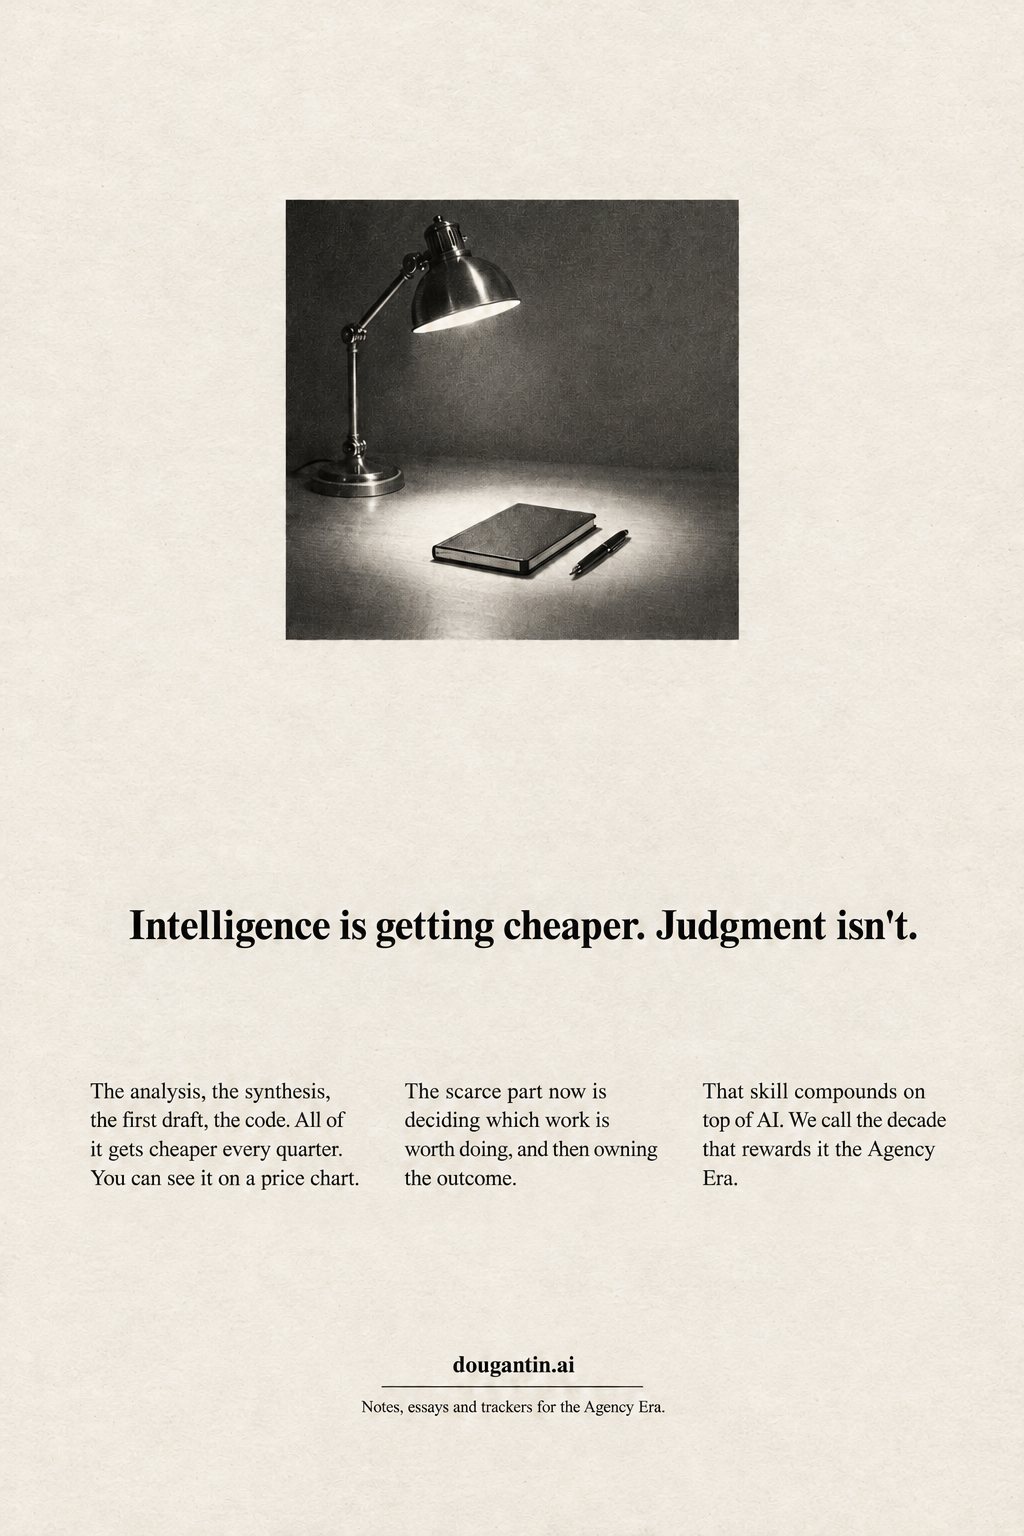 Intelligence is getting cheaper. Judgment isn't.
The analysis, the synthesis,
the first draft, the code. All of
it gets cheaper every quarter.
You can see it on a price chart.
The scarce part now is
deciding which work is
worth doing, and then owning
the outcome.
That skill compounds on
top of AI. We call the decade
that rewards it the Agency
Era.
dougantin.ai
Notes, essays and trackers for the Agency Era.